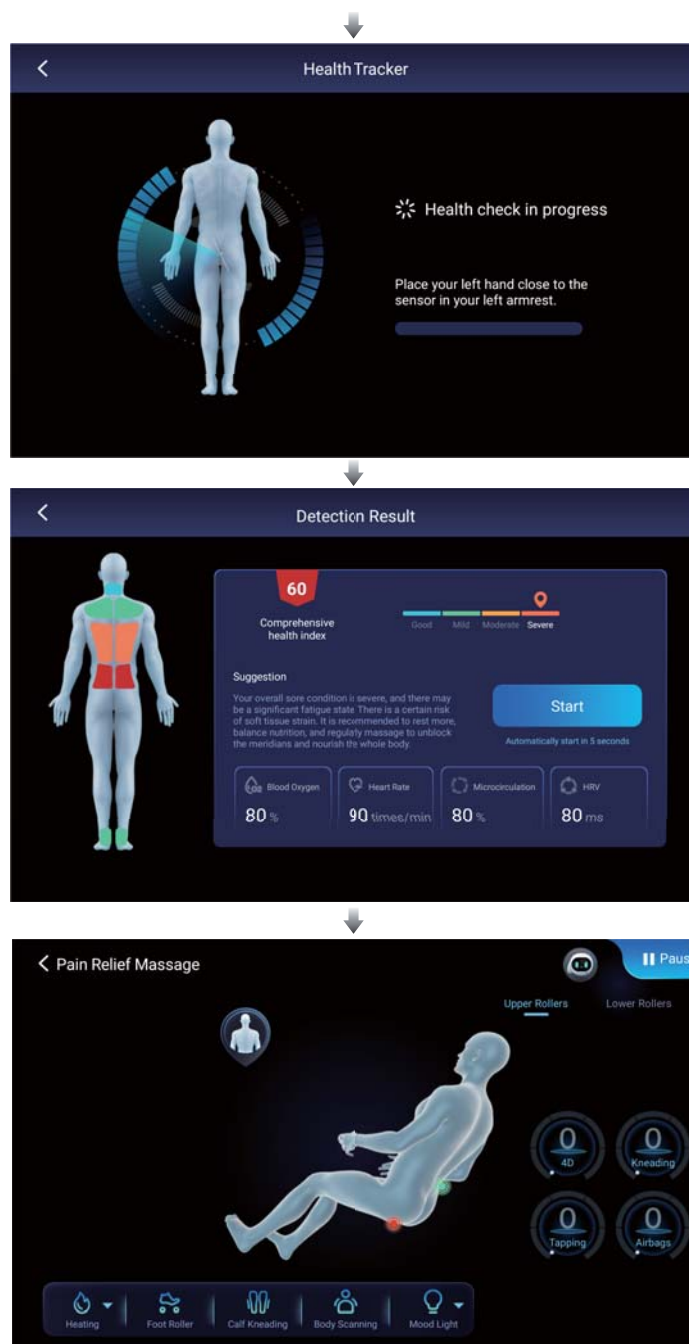 Health Tracker
Health check in progress
Place your left hand close to the
sensor in your left armrest.
Detection Result
60
Comprehensive
health index
Good Mild Moderate Severe
Suggestion
Your overall sore condition is severe, and there may
be a significant fatigue state. There is a certain risk
of soft tissue strain. It is recommended to rest more,
balance nutrition, and regularly massage to unblock
the meridians and nourish the whole body.
Start
Automatically start in 5 seconds
Blood Oxygen
80 %
Heart Rate
90 times/min
Microcirculation
80 %
HRV
80 ms
Pain Relief Massage
Paus
Upper Rollers Lower Rollers
0
4D
0
Kneading
0
Tapping
0
Airbags
Heating
Foot Roller
Calf Kneading
Body Scanning
Mood Light